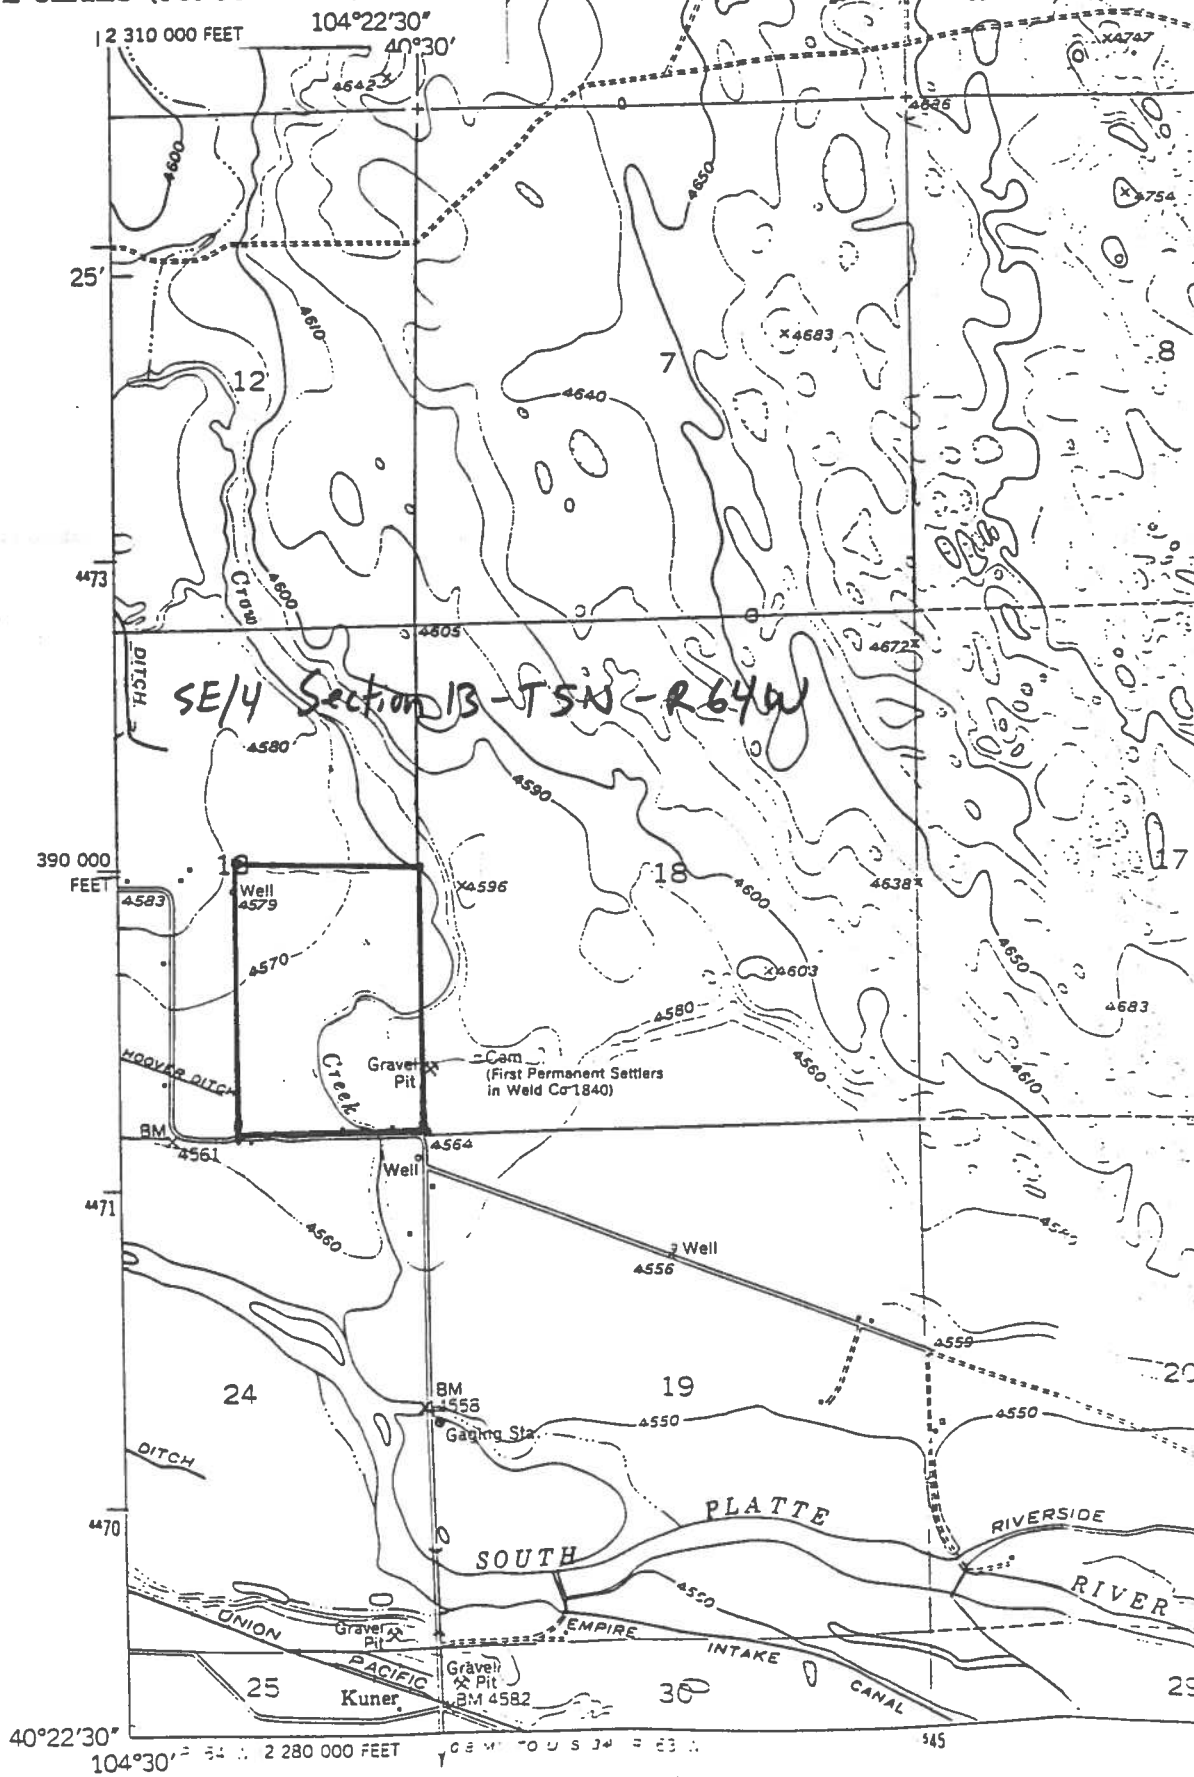 2 310 000 FEET
104°22'30"
40°30'
4642
4747
4636
4600
4650
4754
25'
4610
4683
7
8
12
4640
4473
Crow
4600
4605
4672
DITCH
SE/4 Section 13 - T5N - R64W
4580
4590
390 000
FEET
18
17
4583
Well
4579
4596
4600
4638
4570
4650
4603
4683
4580
HOOVER DITCH
Creek
Gravel
Pit
Cem
(First Permanent Settlers
in Weld Co 1840)
4560
4610
BM
4561
4564
Well
4471
4560
Well
4556
4559
24
19
20
BM
4558
4550
4550
Gaging Sta
DITCH
4470
PLATTE
RIVERSIDE
SOUTH
4550
RIVER
UNION
EMPIRE
Gravel
Pit
INTAKE
PACIFIC
Gravel
Pit
25
Kuner
BM 4582
30
CANAL
29
40°22'30"
104°30'
2 280 000 FEET
545